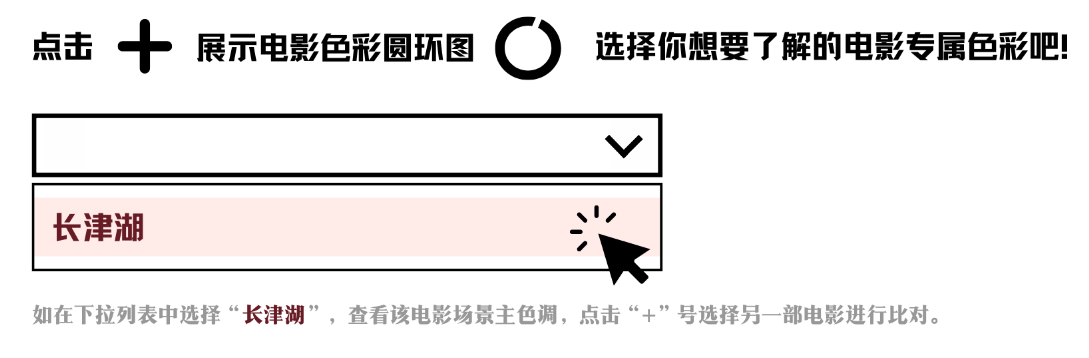 点击 + 展示电影色彩圆环图 选择你想要了解的电影专属色彩吧!
长津湖
如在下拉列表中选择“长津湖”，查看该电影场景主色调，点击“+”号选择另一部电影进行比对。